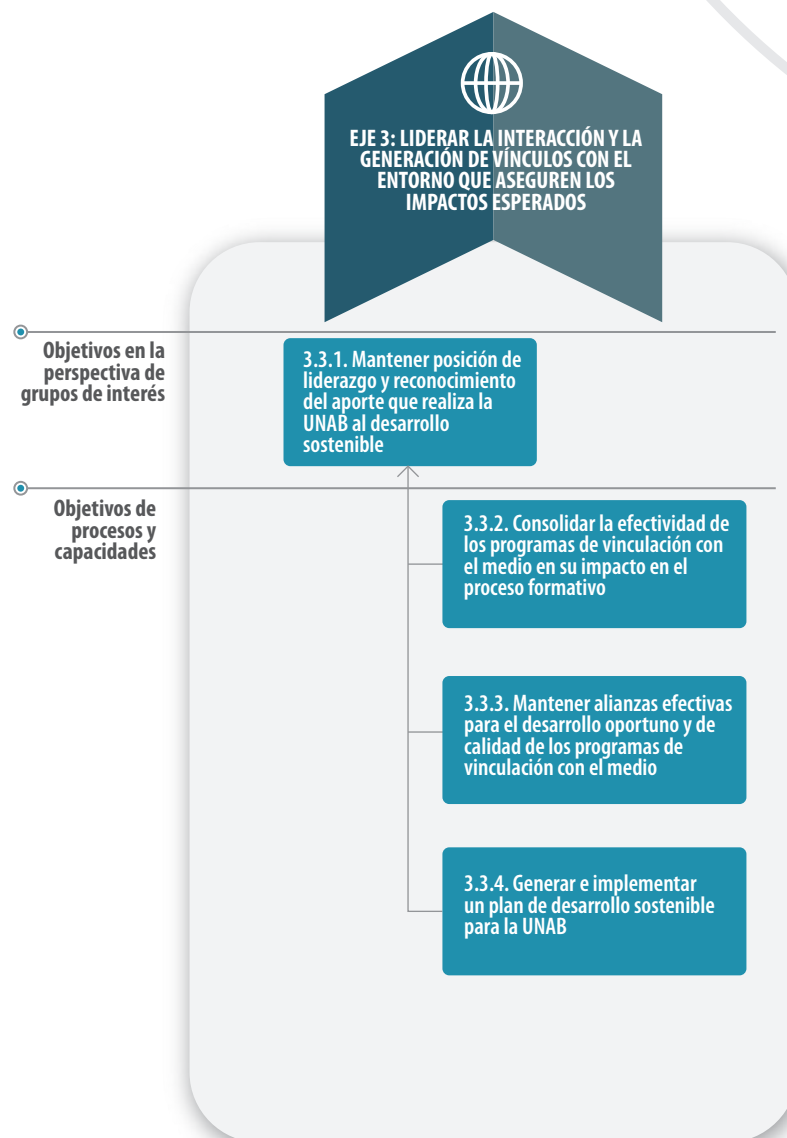 EJE 3: LIDERAR LA INTERACCIÓN Y LA
GENERACIÓN DE VÍNCULOS CON EL
ENTORNO QUE ASEGUREN LOS
IMPACTOS ESPERADOS
Objetivos en la
perspectiva de
grupos de interés
3.3.1. Mantener posición de
liderazgo y reconocimiento
del aporte que realiza la
UNAB al desarrollo
sostenible
Objetivos de
procesos y
capacidades
3.3.2. Consolidar la efectividad de
los programas de vinculación con
el medio en su impacto en el
proceso formativo
3.3.3. Mantener alianzas efectivas
para el desarrollo oportuno y de
calidad de los programas de
vinculación con el medio
3.3.4. Generar e implementar
un plan de desarrollo sostenible
para la UNAB